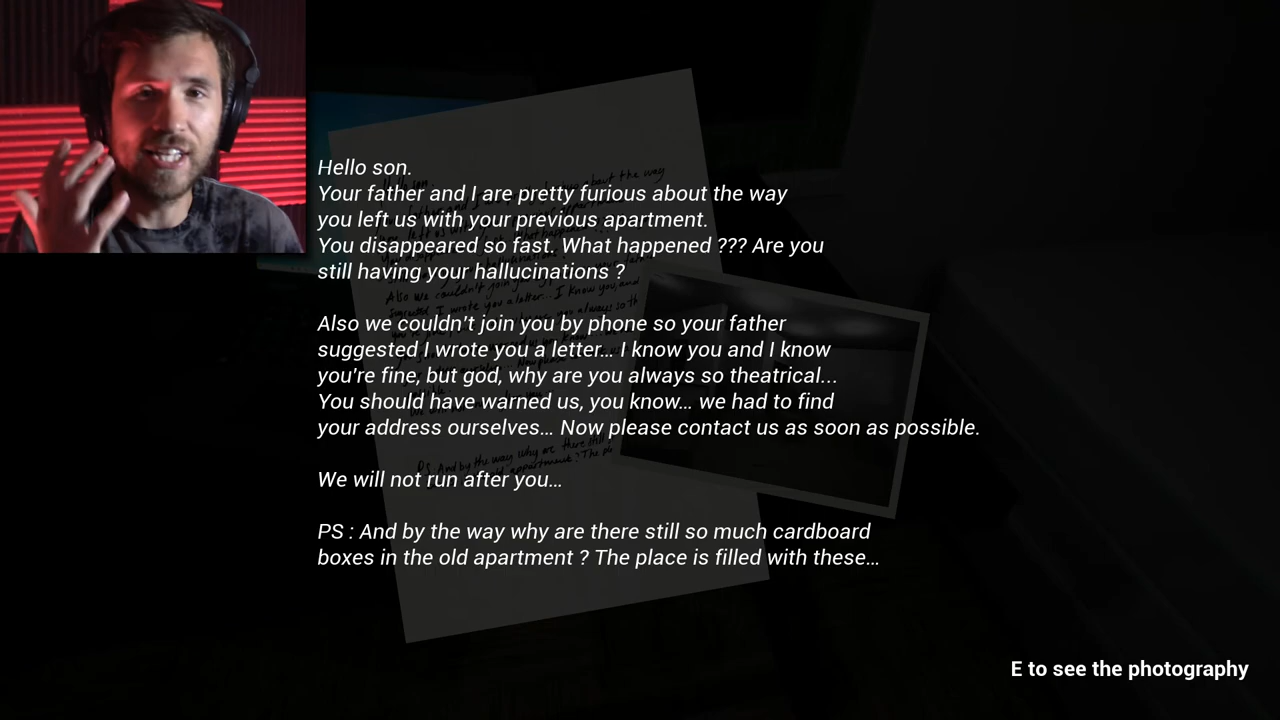 Hello son.
Your father and I are pretty furious about the way
you left us with your previous apartment.
You disappeared so fast. What happened ??? Are you
still having your hallucinations ?
Also we couldn't join you by phone so your father
suggested I wrote you a letter... I know you and I know
you're fine, but god, why are you always so theatrical...
You should have warned us, you know... we had to find
your address ourselves... Now please contact us as soon as possible.
We will not run after you...
PS : And by the way why are there still so much cardboard
boxes in the old apartment ? The place is filled with these...
E to see the photography